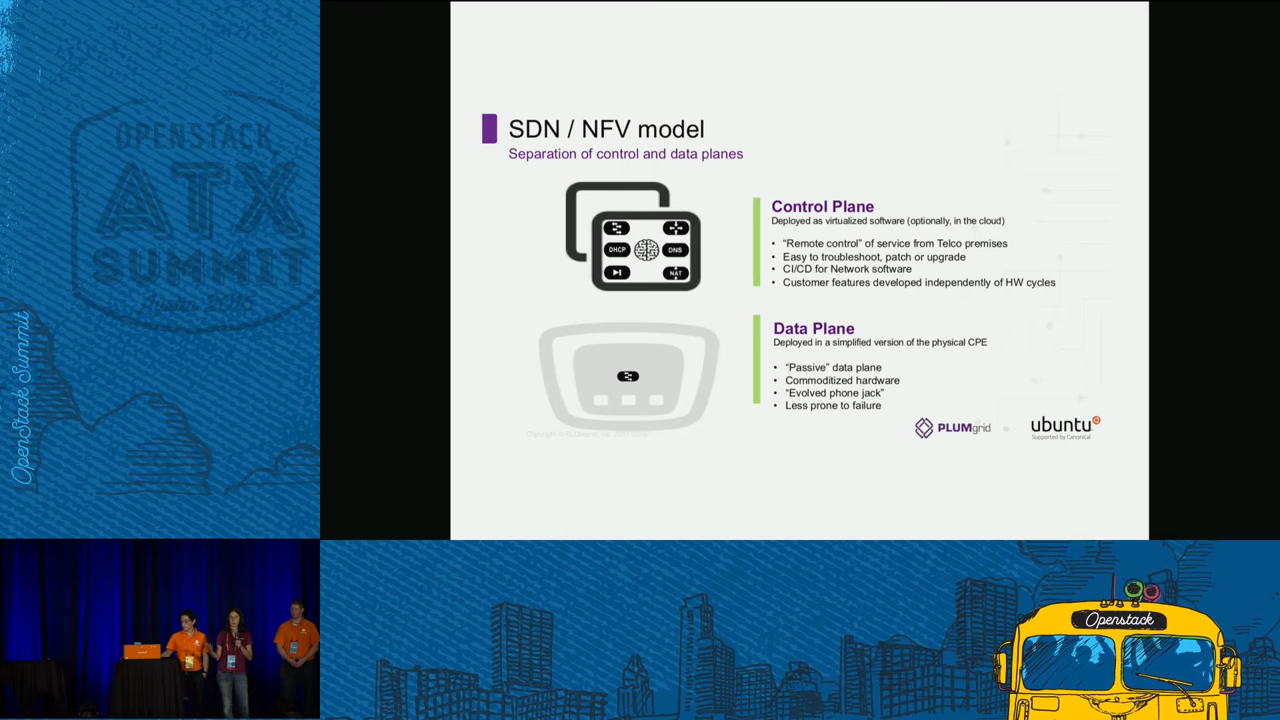 OPENSTACK
ATX
SUMMIT
OpenStack Summit
SDN / NFV model
Separation of control and data planes
DHCP
DNS
NAT
Control Plane
Deployed as virtualized software (optionally, in the cloud)
• “Remote control” of service from Telco premises
• Easy to troubleshoot, patch or upgrade
• CI/CD for Network software
• Customer features developed independently of HW cycles
Data Plane
Deployed in a simplified version of the physical CPE
• “Passive” data plane
• Commoditized hardware
• “Evolved phone jack”
• Less prone to failure
PLUMgrid
ubuntu
Supported by Canonical
Openstack